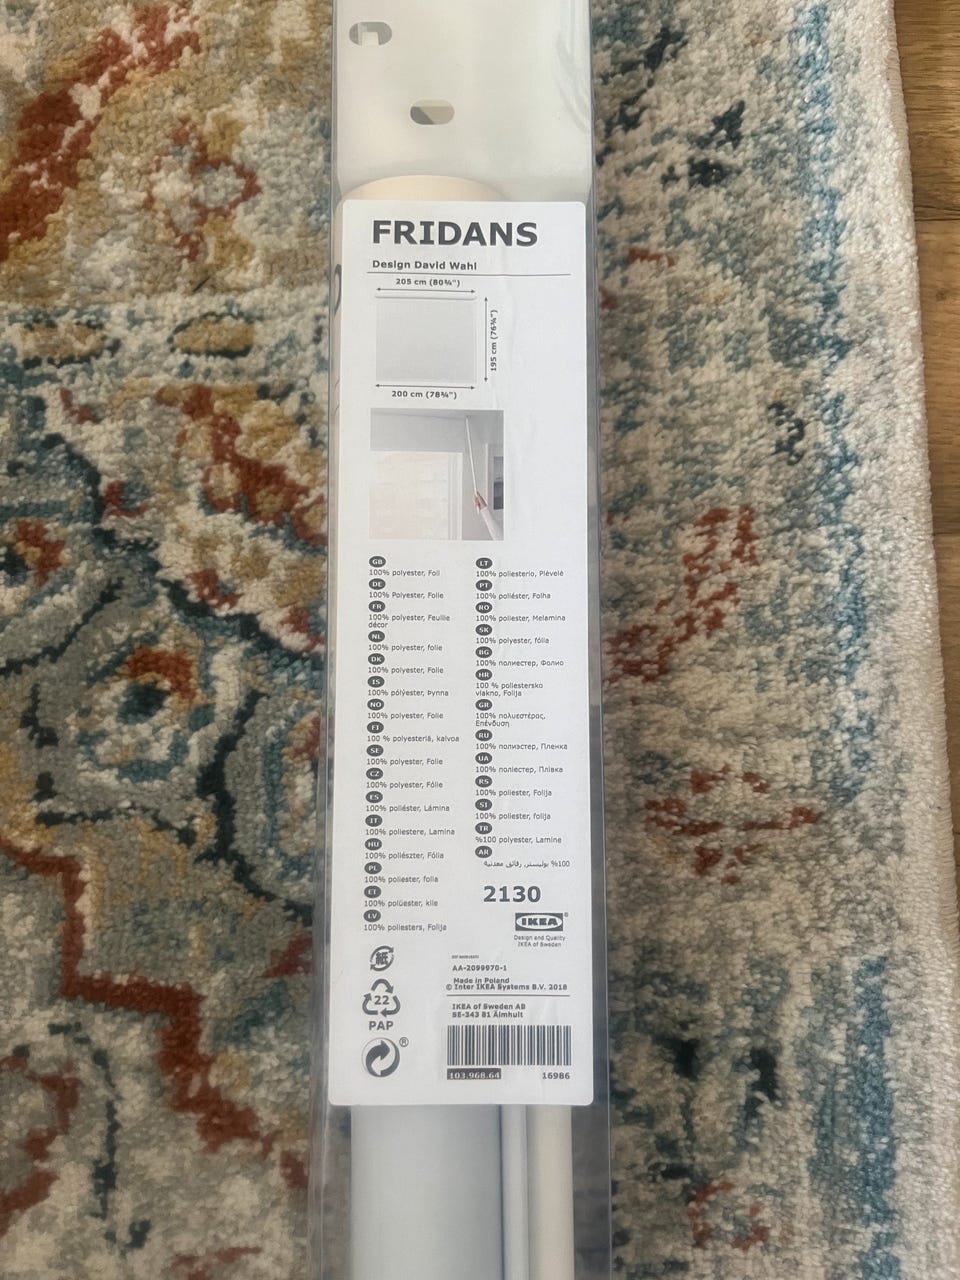 FRIDANS
Design David Wahl
205 cm (80¾")
195 cm (76¾")
200 cm (78¾")
GB
100% polyester, Foil
DE
100% Polyester, Folie
FR
100% polyester, Feuille
décor
NL
100% polyester, folie
DK
100% polyester, Folie
IS
100% pólýester, Þynna
NO
100% polyester, Folie
FI
100 % polyesteriä, kalvoa
SE
100% polyester, Folie
CZ
100% polyester, Fólie
ES
100% poliéster, Lámina
IT
100% poliestere, Lamina
HU
100% poliészter, Fólia
PL
100% poliester, folia
ET
100% polüester, kile
LV
100% poliesters, Folija
LT
100% poliesterio, Plėvelė
PT
100% poliéster, Folha
RO
100% poliester, Melamina
SK
100% polyester, fólia
BG
100% полиестер, Фолио
HR
100 % poliestersko
vlakno, Folija
GR
100% πολυεστέρας,
Επένδυση
RU
100% полиэстер, Пленка
UA
100% поліестер, Плівка
RS
100% poliester, Folija
SI
100% poliester, folija
TR
%100 polyester, Lamine
AR
%100 بوليستر, رقائق معدنية
2130
IKEA®
Design and Quality
IKEA of Sweden
AA-2099970-1
Made in Poland
© Inter IKEA Systems B.V. 2018
IKEA of Sweden AB
SE-343 81 Älmhult
103.968.64 16986
紙
22
PAP
®